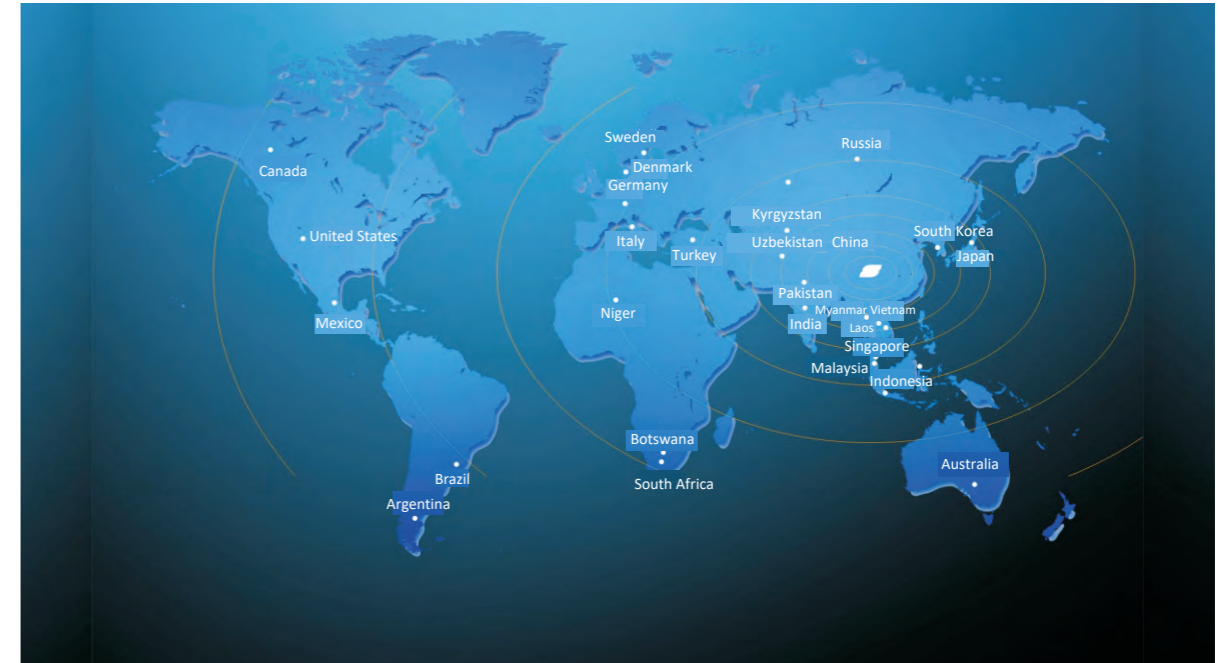 Sweden
Russia
Denmark
Canada
Germany
Kyrgyzstan
United States
Italy
Uzbekistan
China
South Korea
Turkey
Japan
Pakistan
Niger
Myanmar Vietnam
Mexico
India
Laos
Singapore
Malaysia
Indonesia
Botswana
Australia
Brazil
South Africa
Argentina